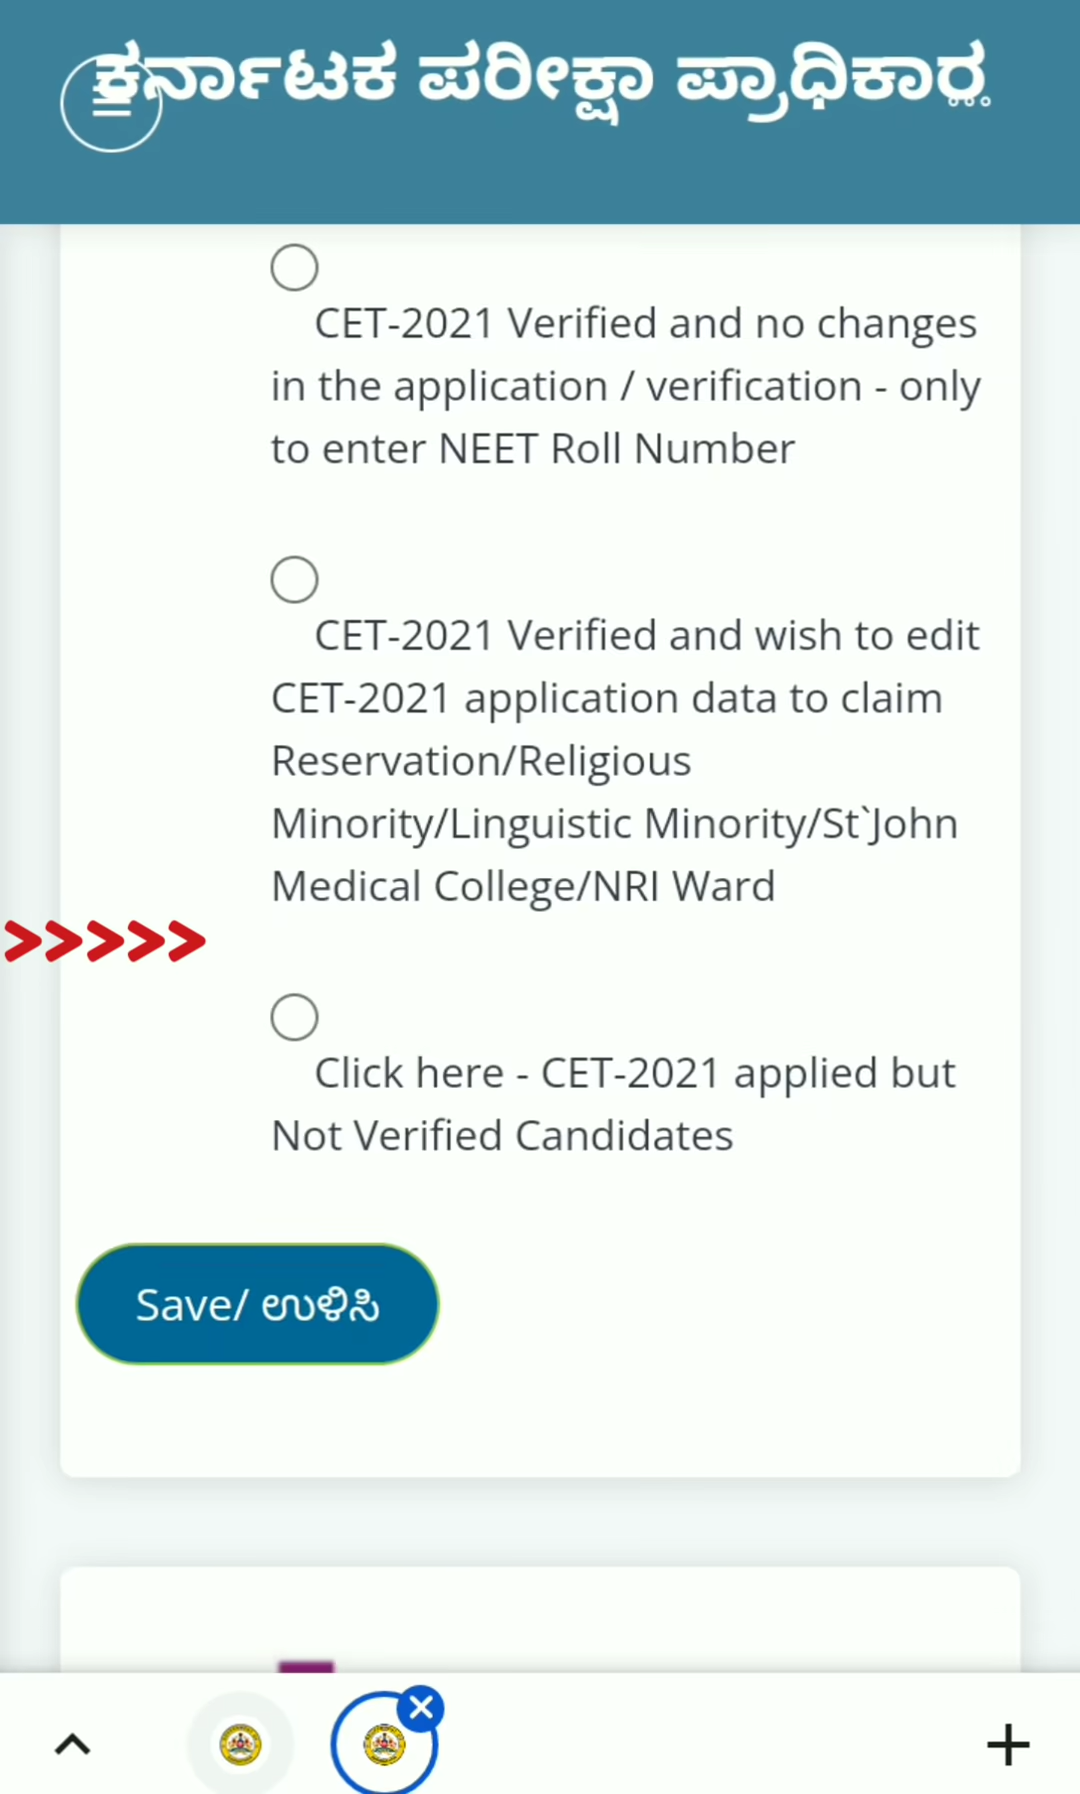 ಕರ್ನಾಟಕ ಪರೀಕ್ಷಾ ಪ್ರಾಧಿಕಾರ
CET-2021 Verified and no changes
in the application / verification - only
to enter NEET Roll Number
CET-2021 Verified and wish to edit
CET-2021 application data to claim
Reservation/Religious
Minority/Linguistic Minority/St`John
Medical College/NRI Ward
>>>>>
Click here - CET-2021 applied but
Not Verified Candidates
Save/ ಉಳಿಸಿ